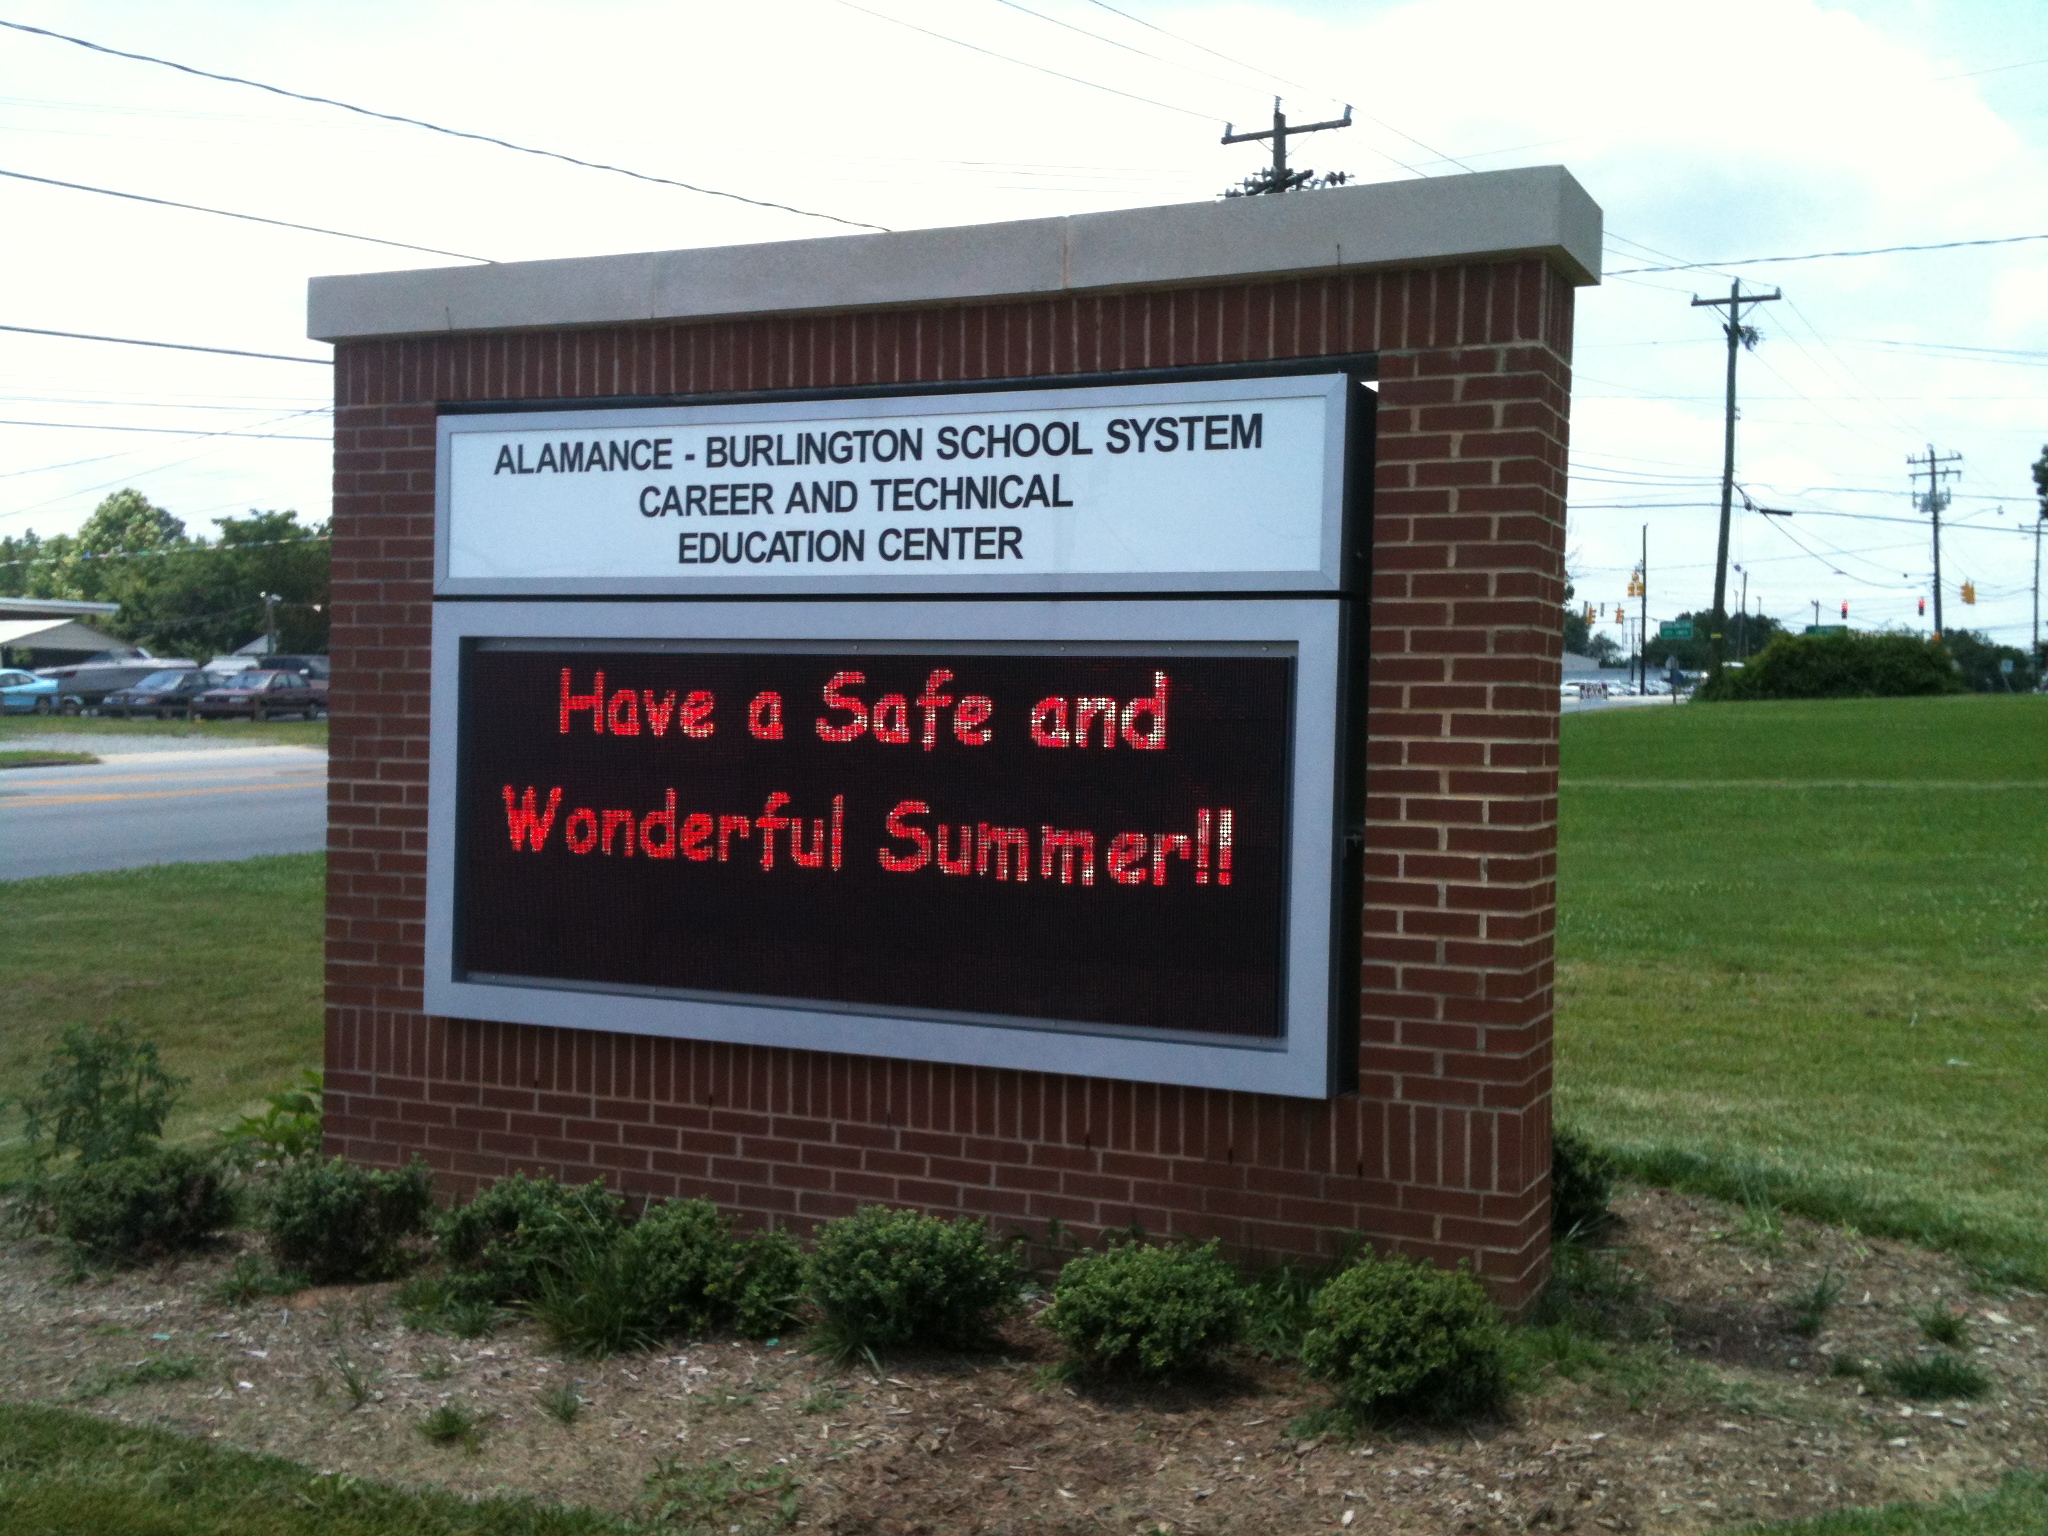 ALAMANCE - BURLINGTON SCHOOL SYSTEM
CAREER AND TECHNICAL
EDUCATION CENTER
Have a Safe and
Wonderful Summer!!